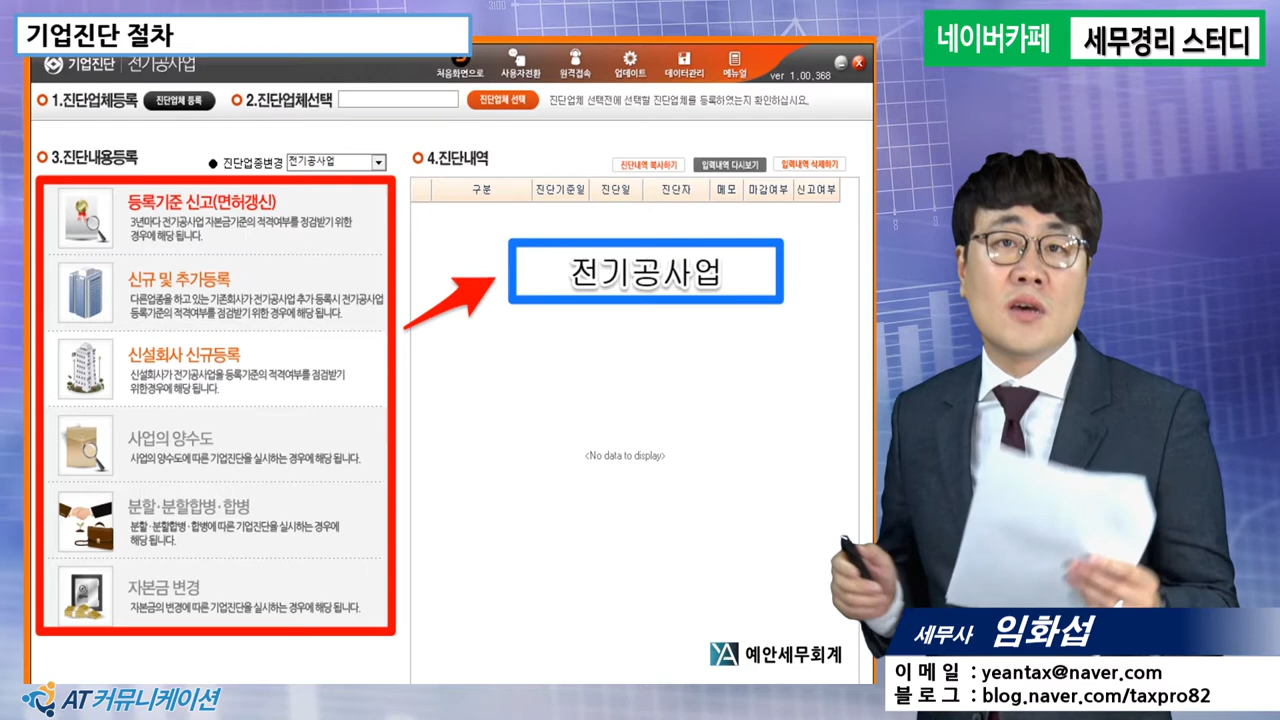 기업진단 절차
네이버카페 세무경리 스터디
기업진단 전기공사업
처음화면으로 사용자전환 원격접속 업데이트 데이터관리 메뉴얼
ver 1,00,368
1.진단업체등록 진단업체 등록 2.진단업체선택 진단업체 선택 진단업체 선택전에 선택할 진단업체를 등록하였는지 확인하십시요.
3.진단내용등록 진단업종변경 전기공사업
4.진단내역 진단내역 복사하기 입력내역 다시보기 입력내역 삭제하기
구분 진단기준일 진단일 진단자 메모 마감여부 신고여부
등록기준 신고(면허갱신)
3년마다 전기공사업 자본금기준의 적격여부를 점검받기 위한
경우에 해당 됩니다.
신규 및 추가등록
다른업종을 하고 있는 기존회사가 전기공사업 추가 등록시 전기공사업
등록기준의 적격여부를 점검받기 위한 경우에 해당 됩니다.
신설회사 신규등록
신설회사가 전기공사업을 등록기준의 적격여부를 점검받기
위한경우에 해당 됩니다.
사업의 양수도
사업의 양수도에 따른 기업진단을 실시하는 경우에 해당 됩니다.
분할·분할합병·합병
분할·분할합병·합병에 따른 기업진단을 실시하는 경우에
해당 됩니다.
자본금 변경
자본금의 변경에 따른 기업진단을 실시하는 경우에 해당 됩니다.
전기공사업
<No data to display>
YA 예안세무회계
세무사 임화섭
이 메 일 : yeantax@naver.com
블 로 그 : blog.naver.com/taxpro82
AT커뮤니케이션